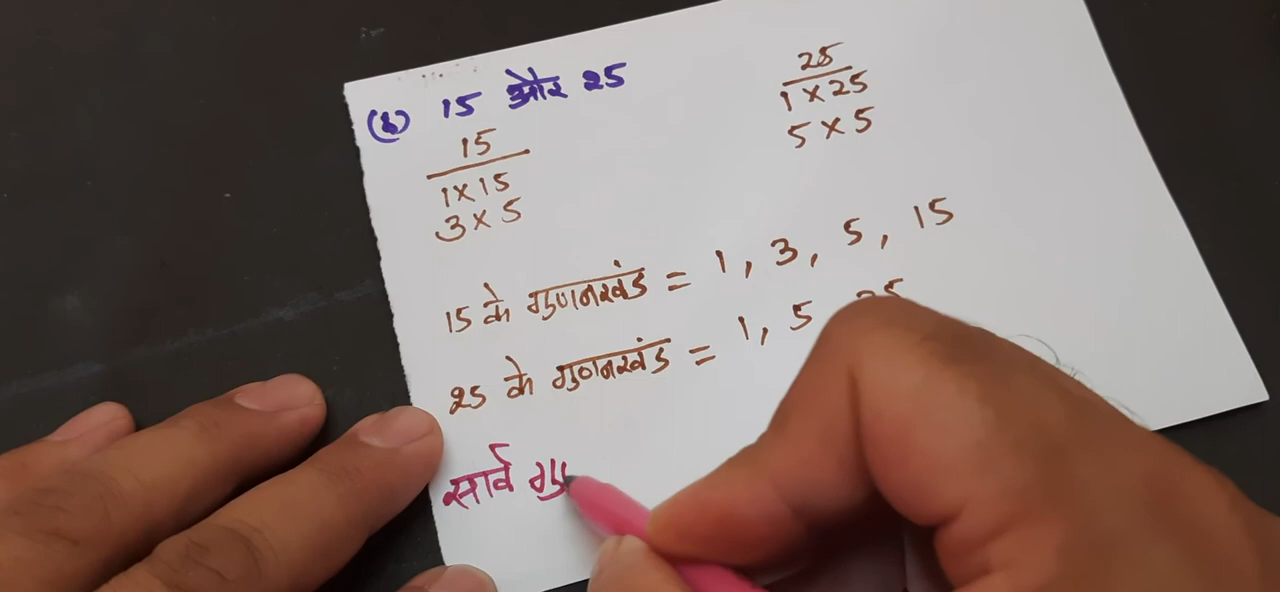 (b) 15 और 25
15
1 × 15
3 × 5
25
1 × 25
5 × 5
15 के गुणनखंड = 1, 3, 5, 15
25 के गुणनखंड = 1, 5 25
सार्व गु